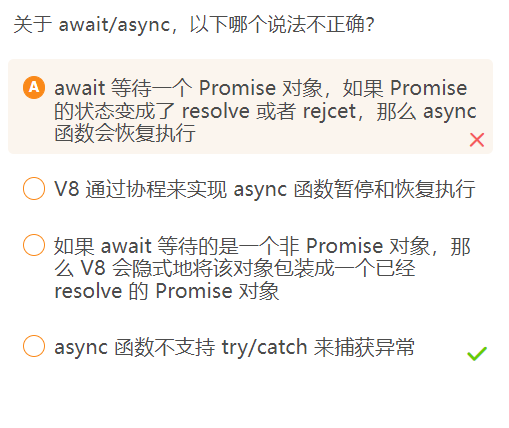 关于 await/async，以下哪个说法不正确？
A await 等待一个 Promise 对象，如果 Promise
的状态变成了 resolve 或者 rejcet，那么 async
函数会恢复执行
V8 通过协程来实现 async 函数暂停和恢复执行
如果 await 等待的是一个非 Promise 对象，那
么 V8 会隐式地将该对象包装成一个已经
resolve 的 Promise 对象
async 函数不支持 try/catch 来捕获异常